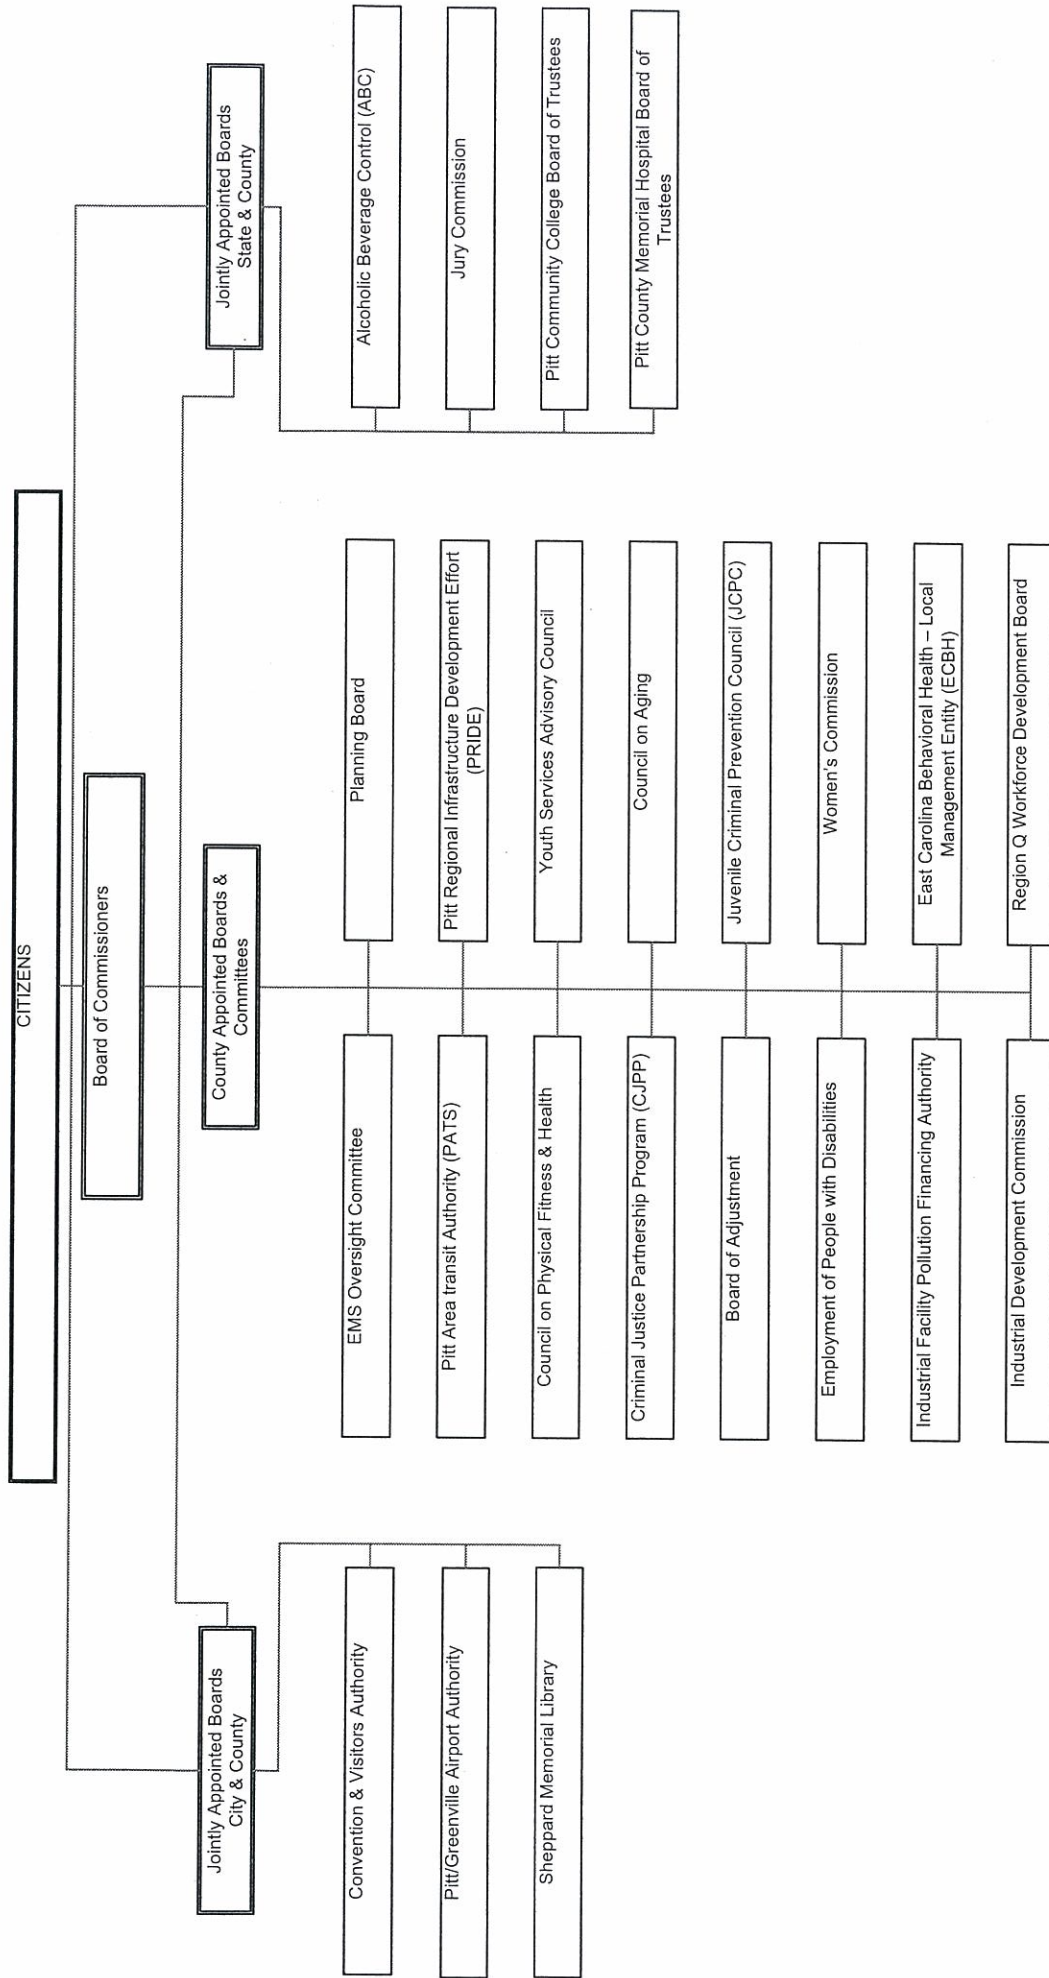 CITIZENS
Board of Commissioners
Jointly Appointed Boards
City & County
County Appointed Boards &
Committees
Jointly Appointed Boards
State & County
Convention & Visitors Authority
Pitt/Greenville Airport Authority
Sheppard Memorial Library
EMS Oversight Committee
Pitt Area transit Authority (PATS)
Council on Physical Fitness & Health
Criminal Justice Partnership Program (CJPP)
Board of Adjustment
Employment of People with Disabilities
Industrial Facility Pollution Financing Authority
Industrial Development Commission
Planning Board
Pitt Regional Infrastructure Development Effort
(PRIDE)
Youth Services Advisory Council
Council on Aging
Juvenile Criminal Prevention Council (JCPC)
Women's Commission
East Carolina Behavioral Health – Local
Management Entity (ECBH)
Region Q Workforce Development Board
Alcoholic Beverage Control (ABC)
Jury Commission
Pitt Community College Board of Trustees
Pitt County Memorial Hospital Board of
Trustees